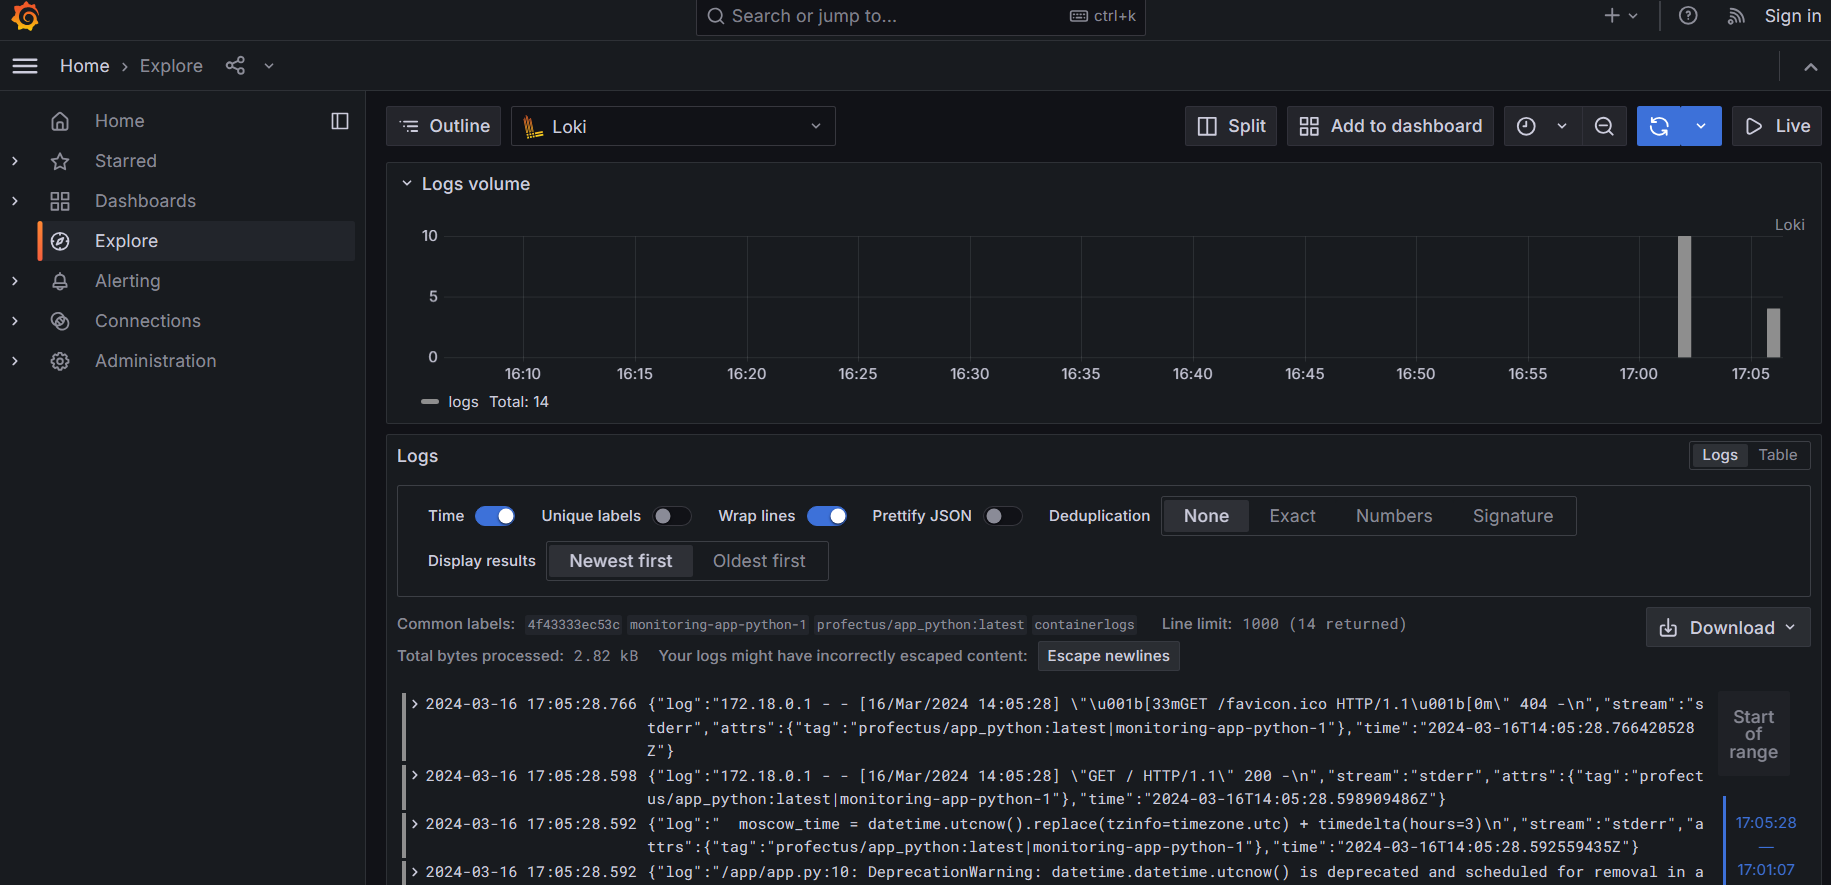 Search or jump to... ctrl+k Sign in
Home › Explore
Home
Starred
Dashboards
Explore
Alerting
Connections
Administration
Outline Loki Split Add to dashboard Live
Logs volume
Loki
10
5
0
16:10 16:15 16:20 16:25 16:30 16:35 16:40 16:45 16:50 16:55 17:00 17:05
logs Total: 14
Logs Logs Table
Time Unique labels Wrap lines Prettify JSON Deduplication None Exact Numbers Signature
Display results Newest first Oldest first
Common labels: 4f43333ec53c monitoring-app-python-1 profectus/app_python:latest containerlogs Line limit: 1000 (14 returned)
Download
Total bytes processed: 2.82 kB Your logs might have incorrectly escaped content: Escape newlines
2024-03-16 17:05:28.766 {"log":"172.18.0.1 - - [16/Mar/2024 14:05:28] \"\u001b[33mGET /favicon.ico HTTP/1.1\u001b[0m\" 404 -\n","stream":"s
tderr","attrs":{"tag":"profectus/app_python:latest|monitoring-app-python-1"},"time":"2024-03-16T14:05:28.766420528
Z"}
2024-03-16 17:05:28.598 {"log":"172.18.0.1 - - [16/Mar/2024 14:05:28] \"GET / HTTP/1.1\" 200 -\n","stream":"stderr","attrs":{"tag":"profect
us/app_python:latest|monitoring-app-python-1"},"time":"2024-03-16T14:05:28.598909486Z"}
2024-03-16 17:05:28.592 {"log":"  moscow_time = datetime.utcnow().replace(tzinfo=timezone.utc) + timedelta(hours=3)\n","stream":"stderr","a
ttrs":{"tag":"profectus/app_python:latest|monitoring-app-python-1"},"time":"2024-03-16T14:05:28.592559435Z"}
2024-03-16 17:05:28.592 {"log":"/app/app.py:10: DeprecationWarning: datetime.datetime.utcnow() is deprecated and scheduled for removal in a
Start
of
range
17:05:28
—
17:01:07